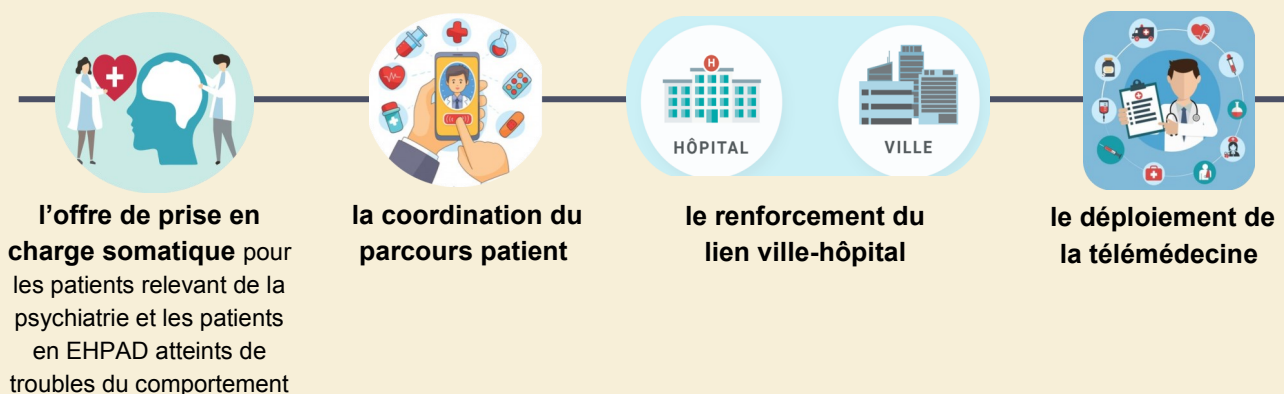 H
HÔPITAL
VILLE
l’offre de prise en
charge somatique pour
les patients relevant de la
psychiatrie et les patients
en EHPAD atteints de
troubles du comportement
la coordination du
parcours patient
le renforcement du
lien ville-hôpital
le déploiement de
la télémédecine